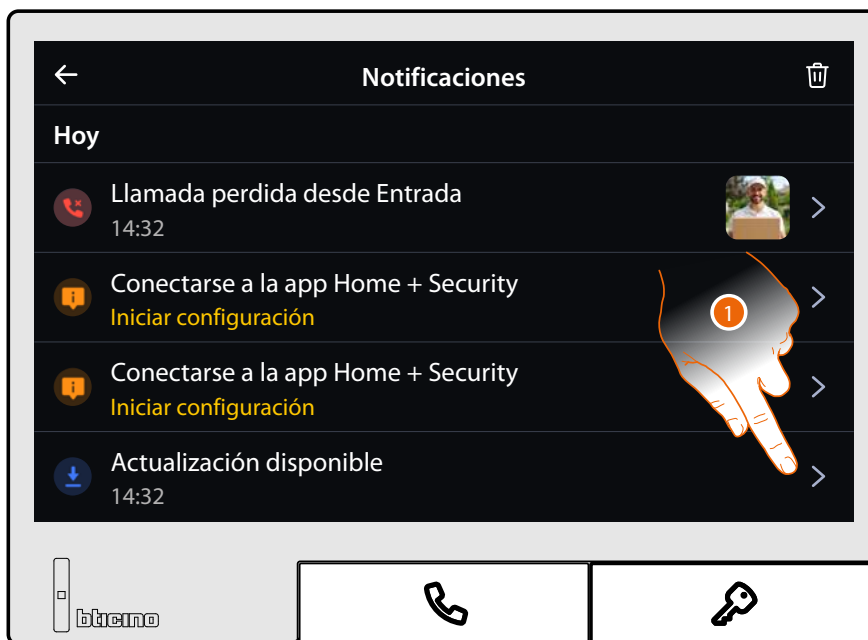 Notificaciones
Hoy
Llamada perdida desde Entrada
14:32
Conectarse a la app Home + Security
Iniciar configuración
1
Conectarse a la app Home + Security
Iniciar configuración
Actualización disponible
14:32
bticino